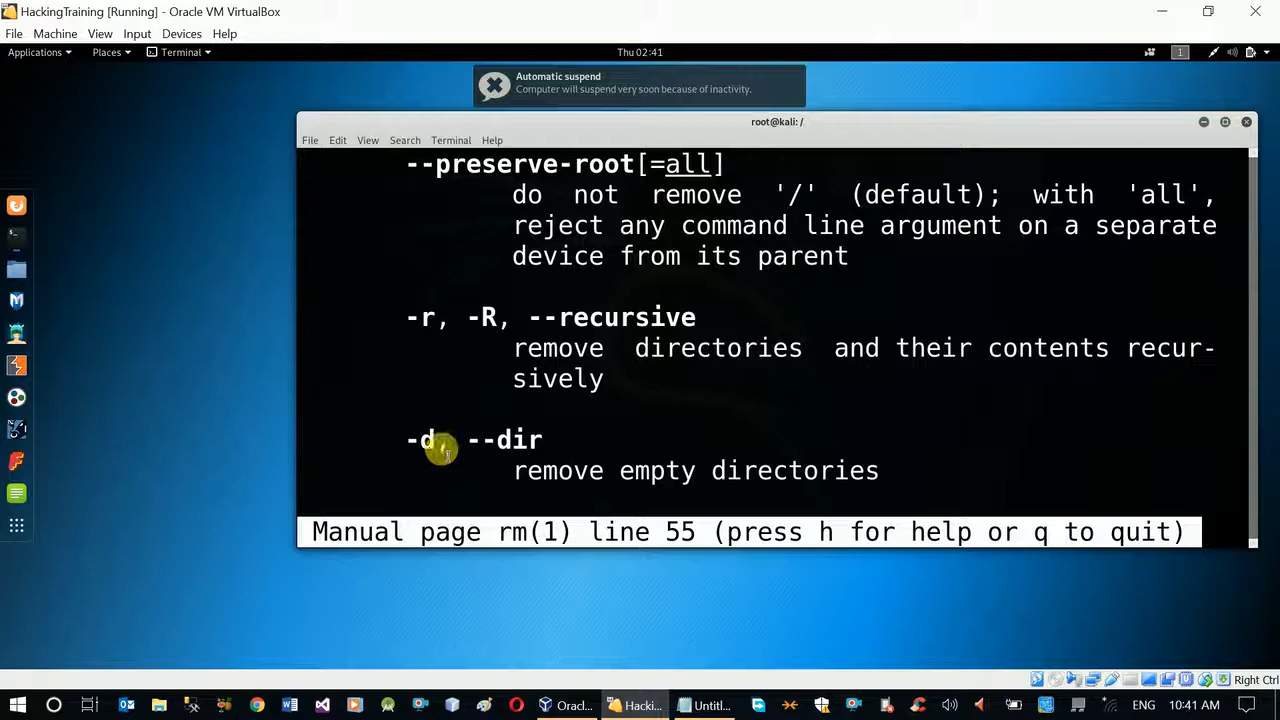 HackingTraining [Running] - Oracle VM VirtualBox
File Machine View Input Devices Help
Applications Places Terminal Thu 02:41 1
Automatic suspend
Computer will suspend very soon because of inactivity.
root@kali: /
File Edit View Search Terminal Help
--preserve-root[=all]
do not remove '/' (default); with 'all',
reject any command line argument on a separate
device from its parent
-r, -R, --recursive
remove directories and their contents recur-
sively
-d, --dir
remove empty directories
Manual page rm(1) line 55 (press h for help or q to quit)
Right Ctrl
Oracl... Hacki... Untitl... ENG 10:41 AM